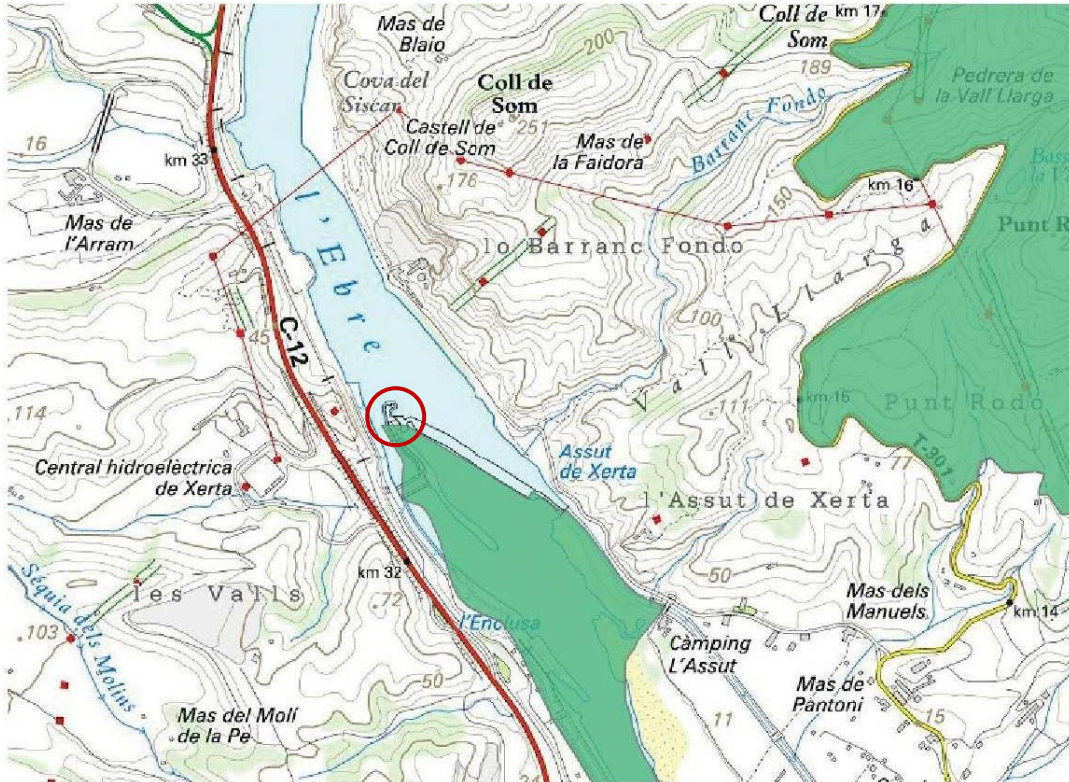 Mas de
Blaio
Coll de
Som
km 17
200
189
Pedrera de
la Vall Llarga
Cova del
Siscar
Coll de
Som
251
Castell de
Coll de Som
Mas de
la Faidora
Barranc Fondo
16
km 33
176
150
km 16
Mas de
l'Arram
l'Ebre
lo Barranc Fondo
Punt R
Vall Llarga
100
C-12
45
114
111
km 15
Punt Rodó
Central hidroelèctrica
de Xerta
Assut
de Xerta
77
T-301
l'Assut de Xerta
km 32
50
Séquia dels Molins
les Valls
72
Mas dels
Manuels
km 14
103
l'Enclusa
Càmping
L'Assut
50
Mas de
Pantoni
Mas del Molí
de la Pe
11
15
24